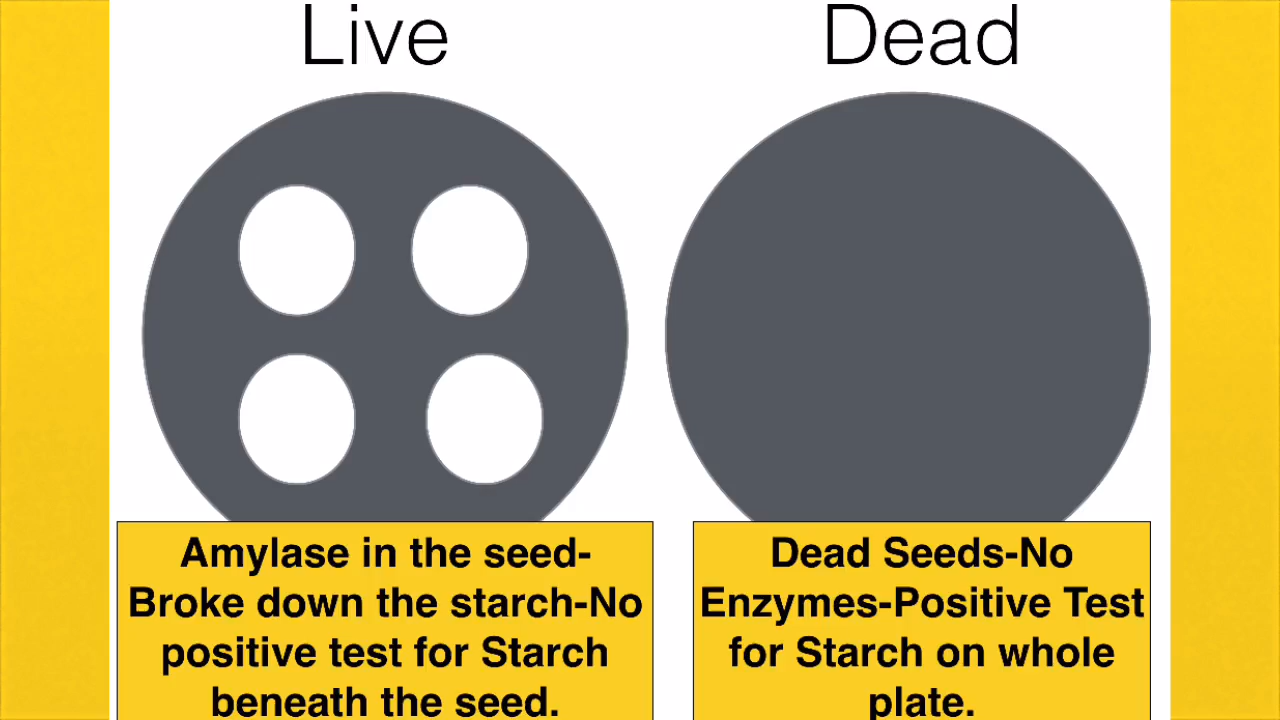 Live
Dead
Amylase in the seed-
Broke down the starch-No
positive test for Starch
beneath the seed.
Dead Seeds-No
Enzymes-Positive Test
for Starch on whole
plate.